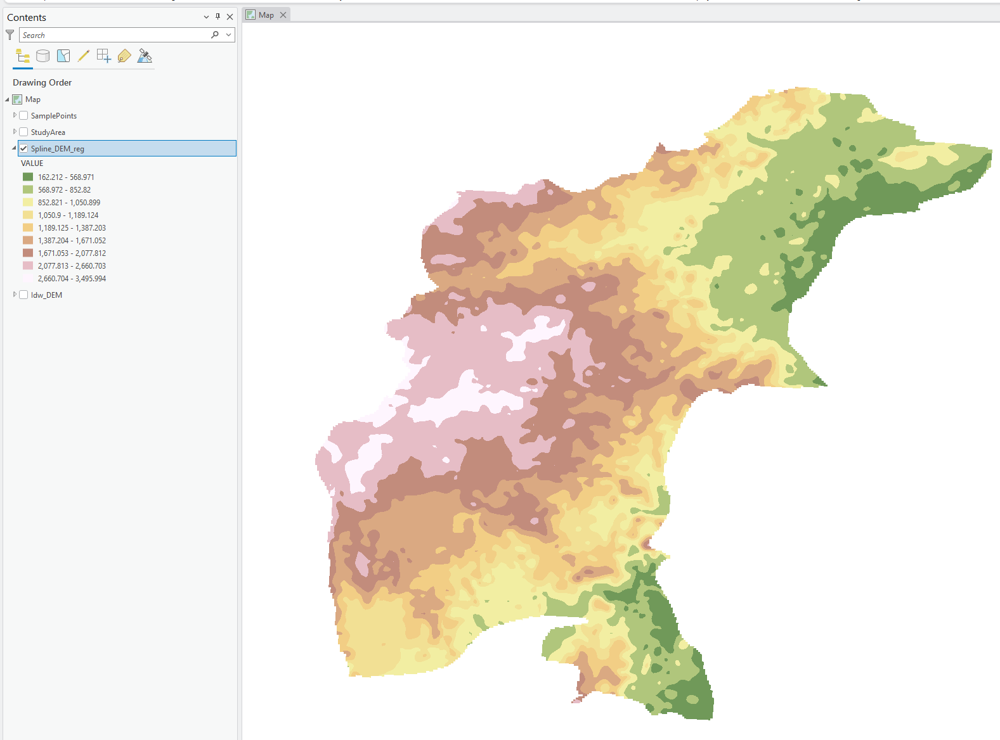 Contents
Map
Search
Drawing Order
Map
SamplePoints
StudyArea
Spline_DEM_reg
VALUE
162.212 - 568.971
568.972 - 852.82
852.821 - 1,050.899
1,050.9 - 1,189.124
1,189.125 - 1,387.203
1,387.204 - 1,671.052
1,671.053 - 2,077.812
2,077.813 - 2,660.703
2,660.704 - 3,495.994
Idw_DEM